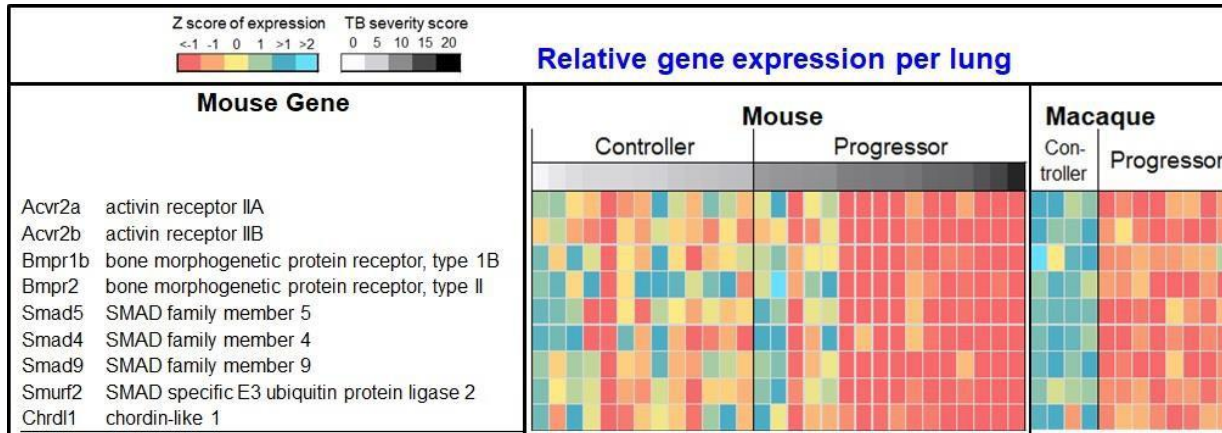 Z score of expression TB severity score
<-1 -1 0 1 >1 >2 0 5 10 15 20
Relative gene expression per lung
Mouse Gene
Mouse
Macaque
Controller Progressor
Con-
troller
Progressor
Acvr2a activin receptor IIA
Acvr2b activin receptor IIB
Bmpr1b bone morphogenetic protein receptor, type 1B
Bmpr2 bone morphogenetic protein receptor, type II
Smad5 SMAD family member 5
Smad4 SMAD family member 4
Smad9 SMAD family member 9
Smurf2 SMAD specific E3 ubiquitin protein ligase 2
Chrdl1 chordin-like 1